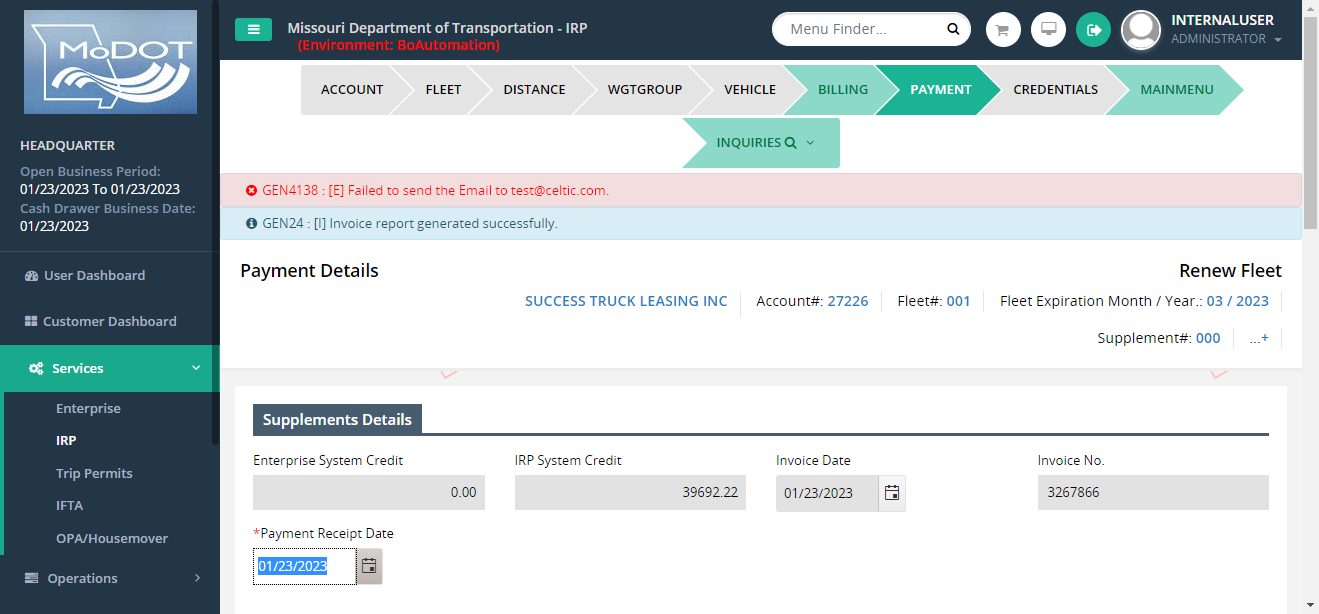 MoDOT
Missouri Department of Transportation - IRP
(Environment: BoAutomation)
Menu Finder...
INTERNALUSER
ADMINISTRATOR
HEADQUARTER
Open Business Period:
01/23/2023 To 01/23/2023
Cash Drawer Business Date:
01/23/2023
User Dashboard
Customer Dashboard
Services
Enterprise
IRP
Trip Permits
IFTA
OPA/Housemover
Operations
ACCOUNT
FLEET
DISTANCE
WGTGROUP
VEHICLE
BILLING
PAYMENT
CREDENTIALS
MAINMENU
INQUIRIES
GEN4138 : [E] Failed to send the Email to test@celtic.com.
GEN24 : [I] Invoice report generated successfully.
Payment Details
Renew Fleet
SUCCESS TRUCK LEASING INC
Account#: 27226
Fleet#: 001
Fleet Expiration Month / Year.: 03 / 2023
Supplement#: 000
...+
Supplements Details
Enterprise System Credit
IRP System Credit
Invoice Date
Invoice No.
0.00
39692.22
01/23/2023
3267866
*Payment Receipt Date
01/23/2023